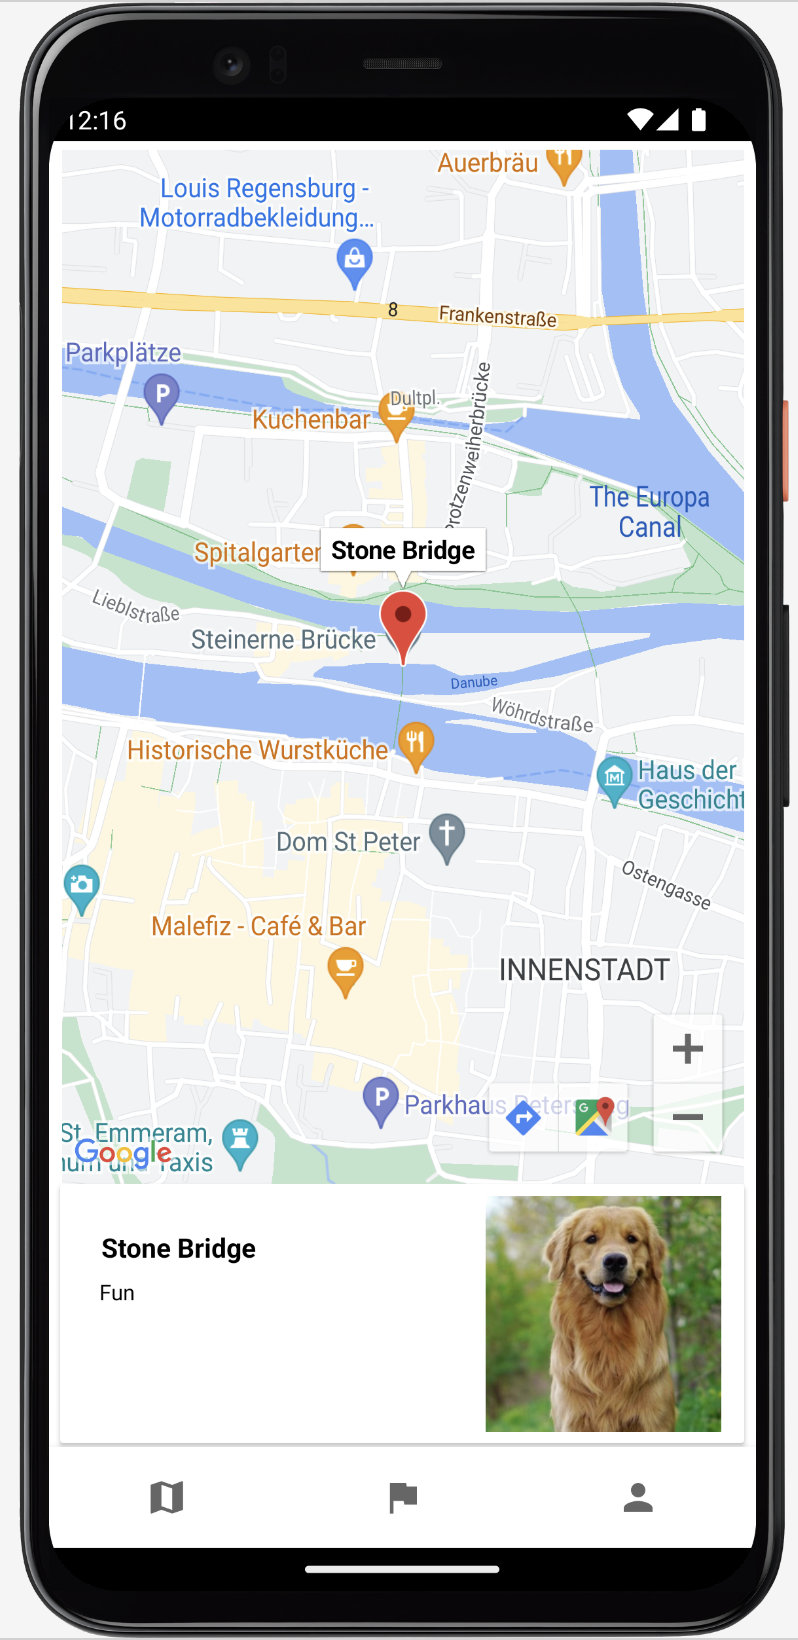 12:16
Auerbräu
Louis Regensburg -
Motorradbekleidung...
8
Frankenstraße
Parkplätze
P
Dultpl.
Kuchenbar
Protzenweiherbrücke
The Europa
Canal
Spitalgarten
Stone Bridge
Lieblstraße
Steinerne Brücke
Danube
Wöhrdstraße
Historische Wurstküche
Haus der
Geschicht
M
Dom St Peter
Ostengasse
Malefiz - Café & Bar
INNENSTADT
+
P
Parkhaus Petersweg
G
−
St. Emmeram,
Google
und Taxis
Stone Bridge
Fun